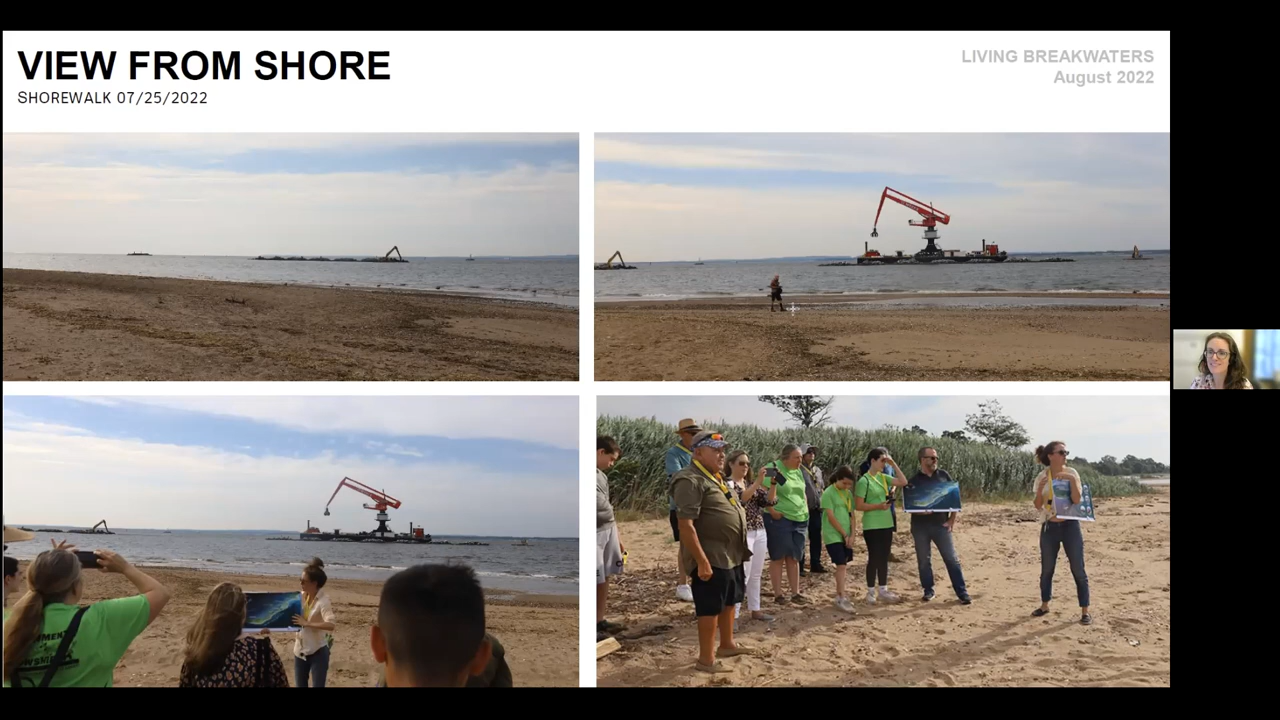 VIEW FROM SHORE
SHOREWALK 07/25/2022
LIVING BREAKWATERS
August 2022